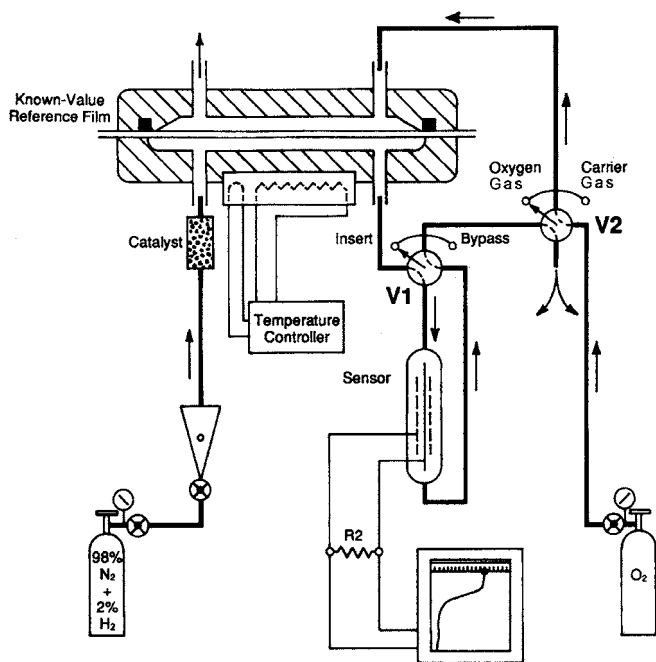 Known-Value
Reference Film
Oxygen
Gas
Carrier
Gas
V2
Catalyst
Insert
Bypass
V1
Temperature
Controller
Sensor
R2
98%
N₂
+
2%
H₂
O₂